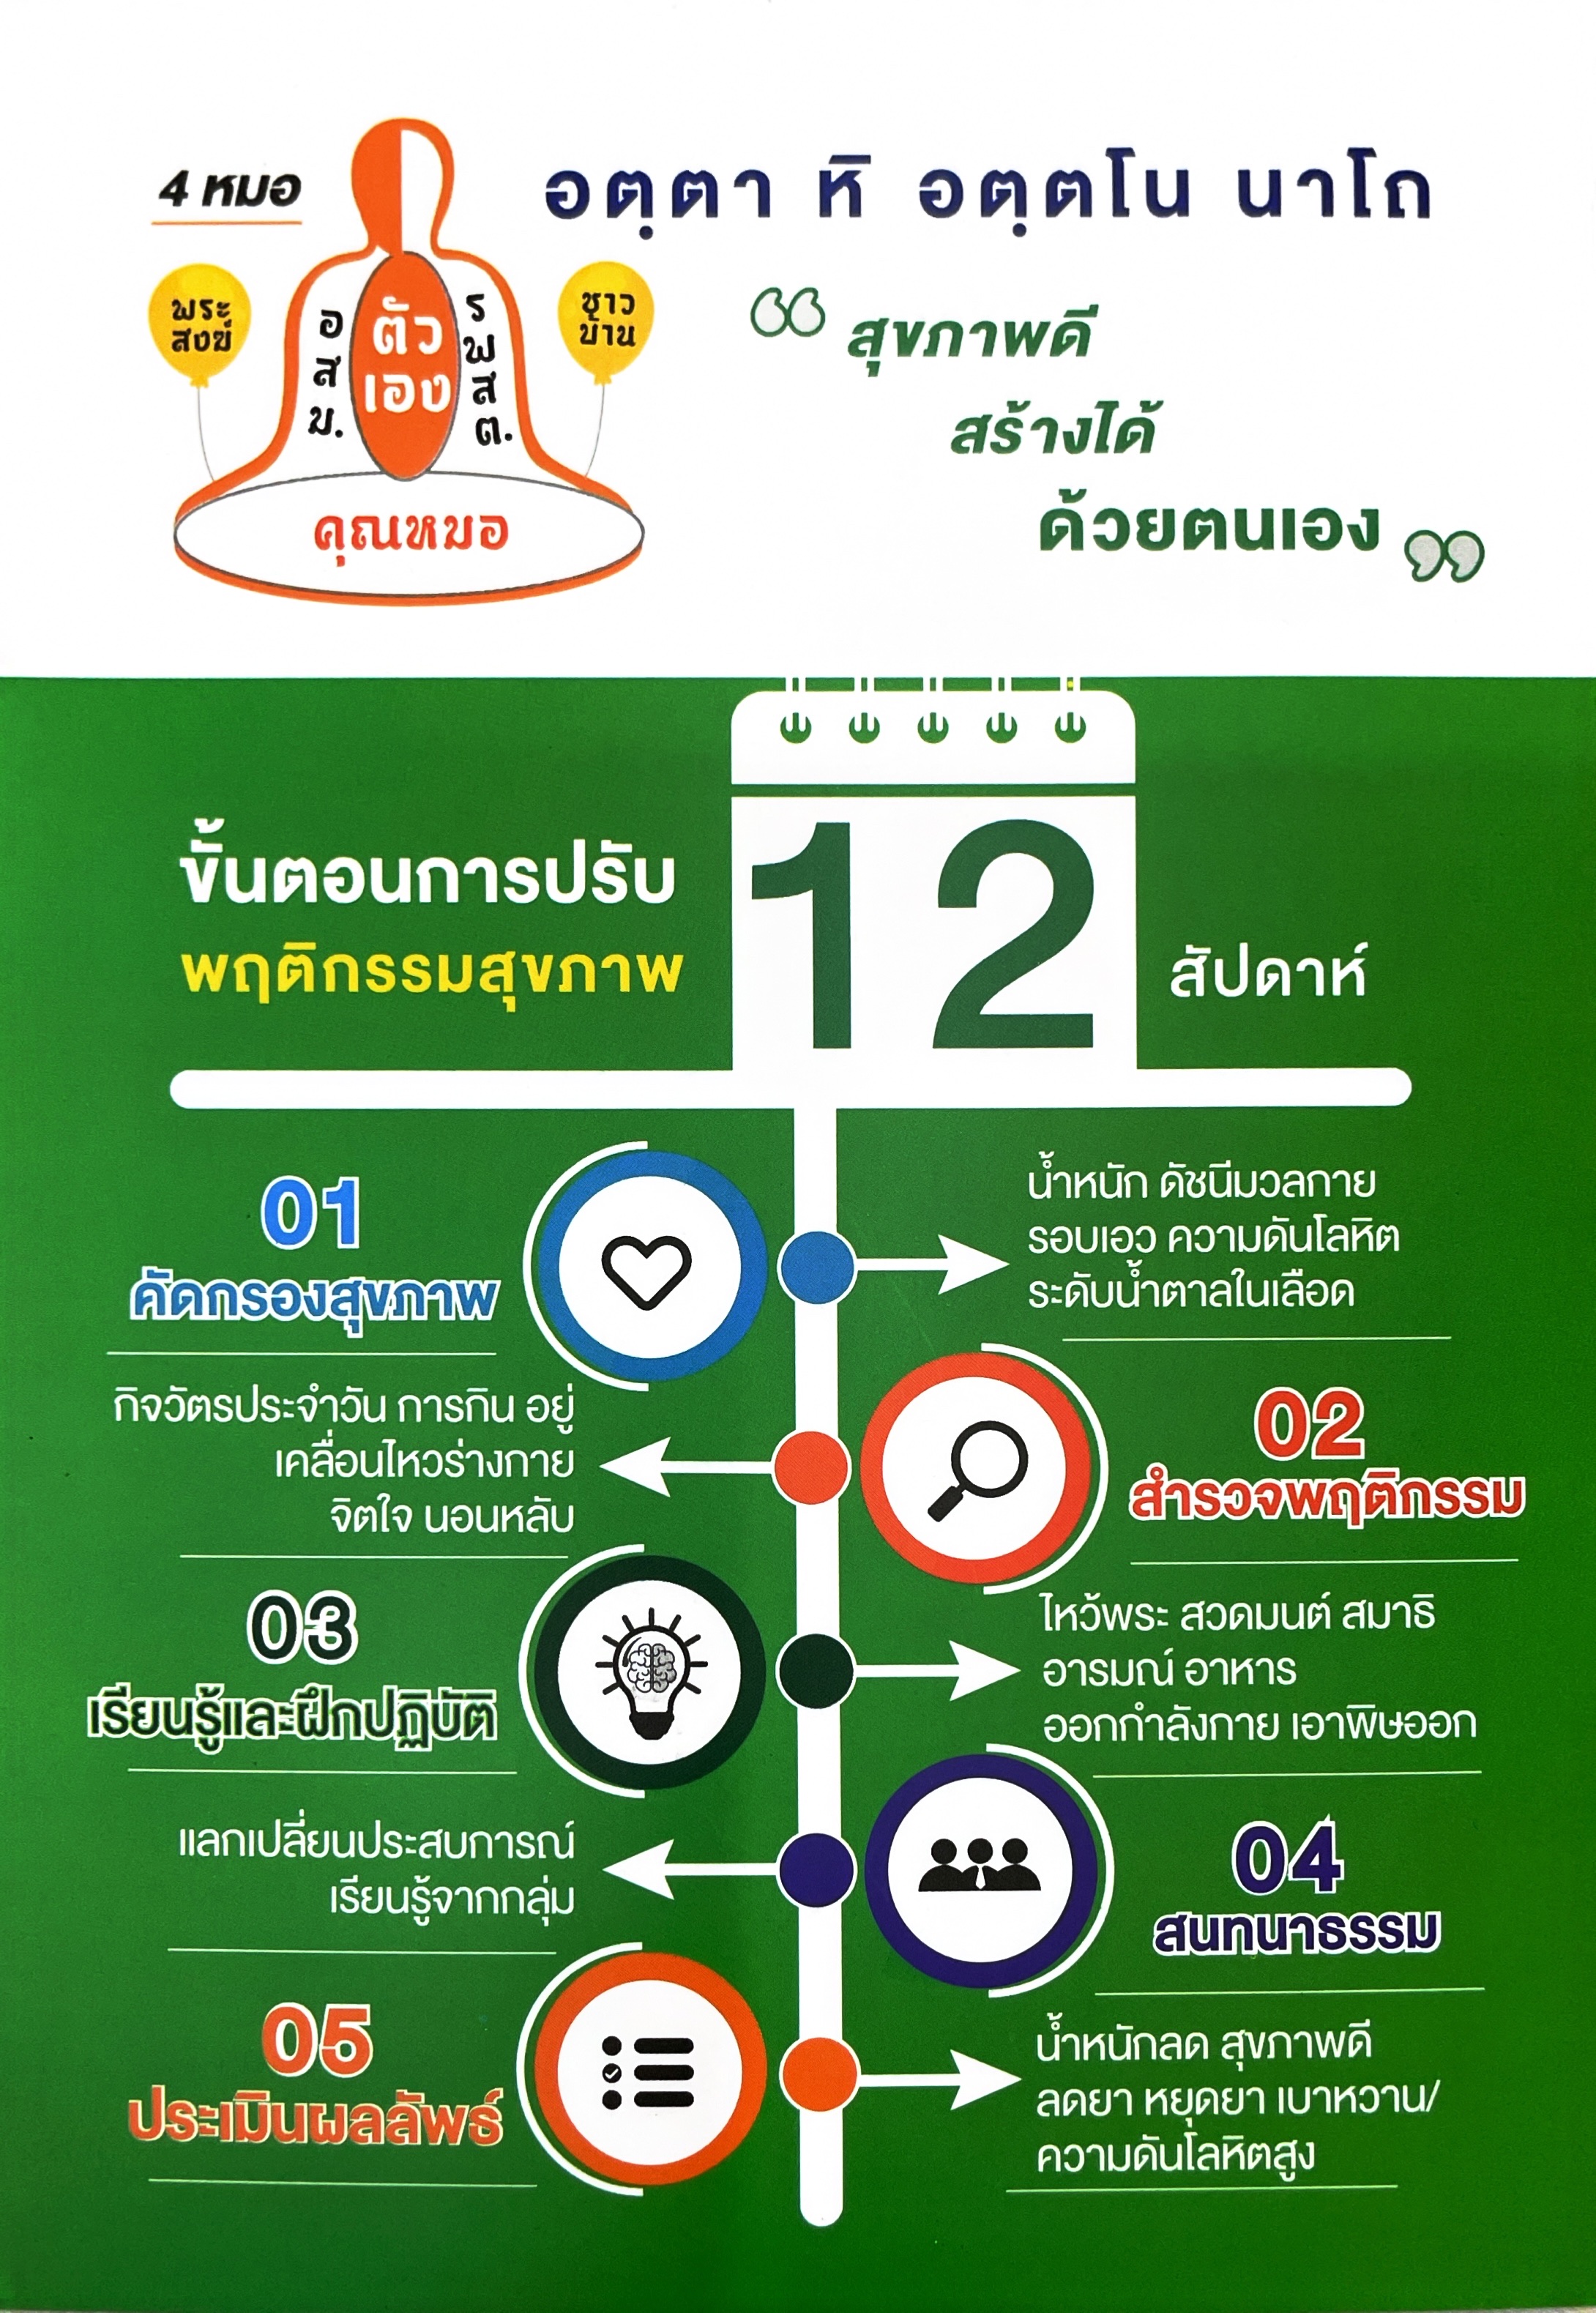 4 หมอ
อตฺตา หิ อตฺตโน นาโถ
พระ
สงฆ์
อ
ส
ม.
ตัว
เอง
ร
พ
ส
ต.
ชาว
บ้าน
คุณหมอ
“ สุขภาพดี
สร้างได้
ด้วยตนเอง ”
ขั้นตอนการปรับ
พฤติกรรมสุขภาพ
12
สัปดาห์
01
คัดกรองสุขภาพ
น้ำหนัก ดัชนีมวลกาย
รอบเอว ความดันโลหิต
ระดับน้ำตาลในเลือด
02
สำรวจพฤติกรรม
กิจวัตรประจำวัน การกิน อยู่
เคลื่อนไหวร่างกาย
จิตใจ นอนหลับ
03
เรียนรู้และฝึกปฏิบัติ
ไหว้พระ สวดมนต์ สมาธิ
อารมณ์ อาหาร
ออกกำลังกาย เอาพิษออก
04
สนทนาธรรม
แลกเปลี่ยนประสบการณ์
เรียนรู้จากกลุ่ม
05
ประเมินผลลัพธ์
น้ำหนักลด สุขภาพดี
ลดยา หยุดยา เบาหวาน/
ความดันโลหิตสูง